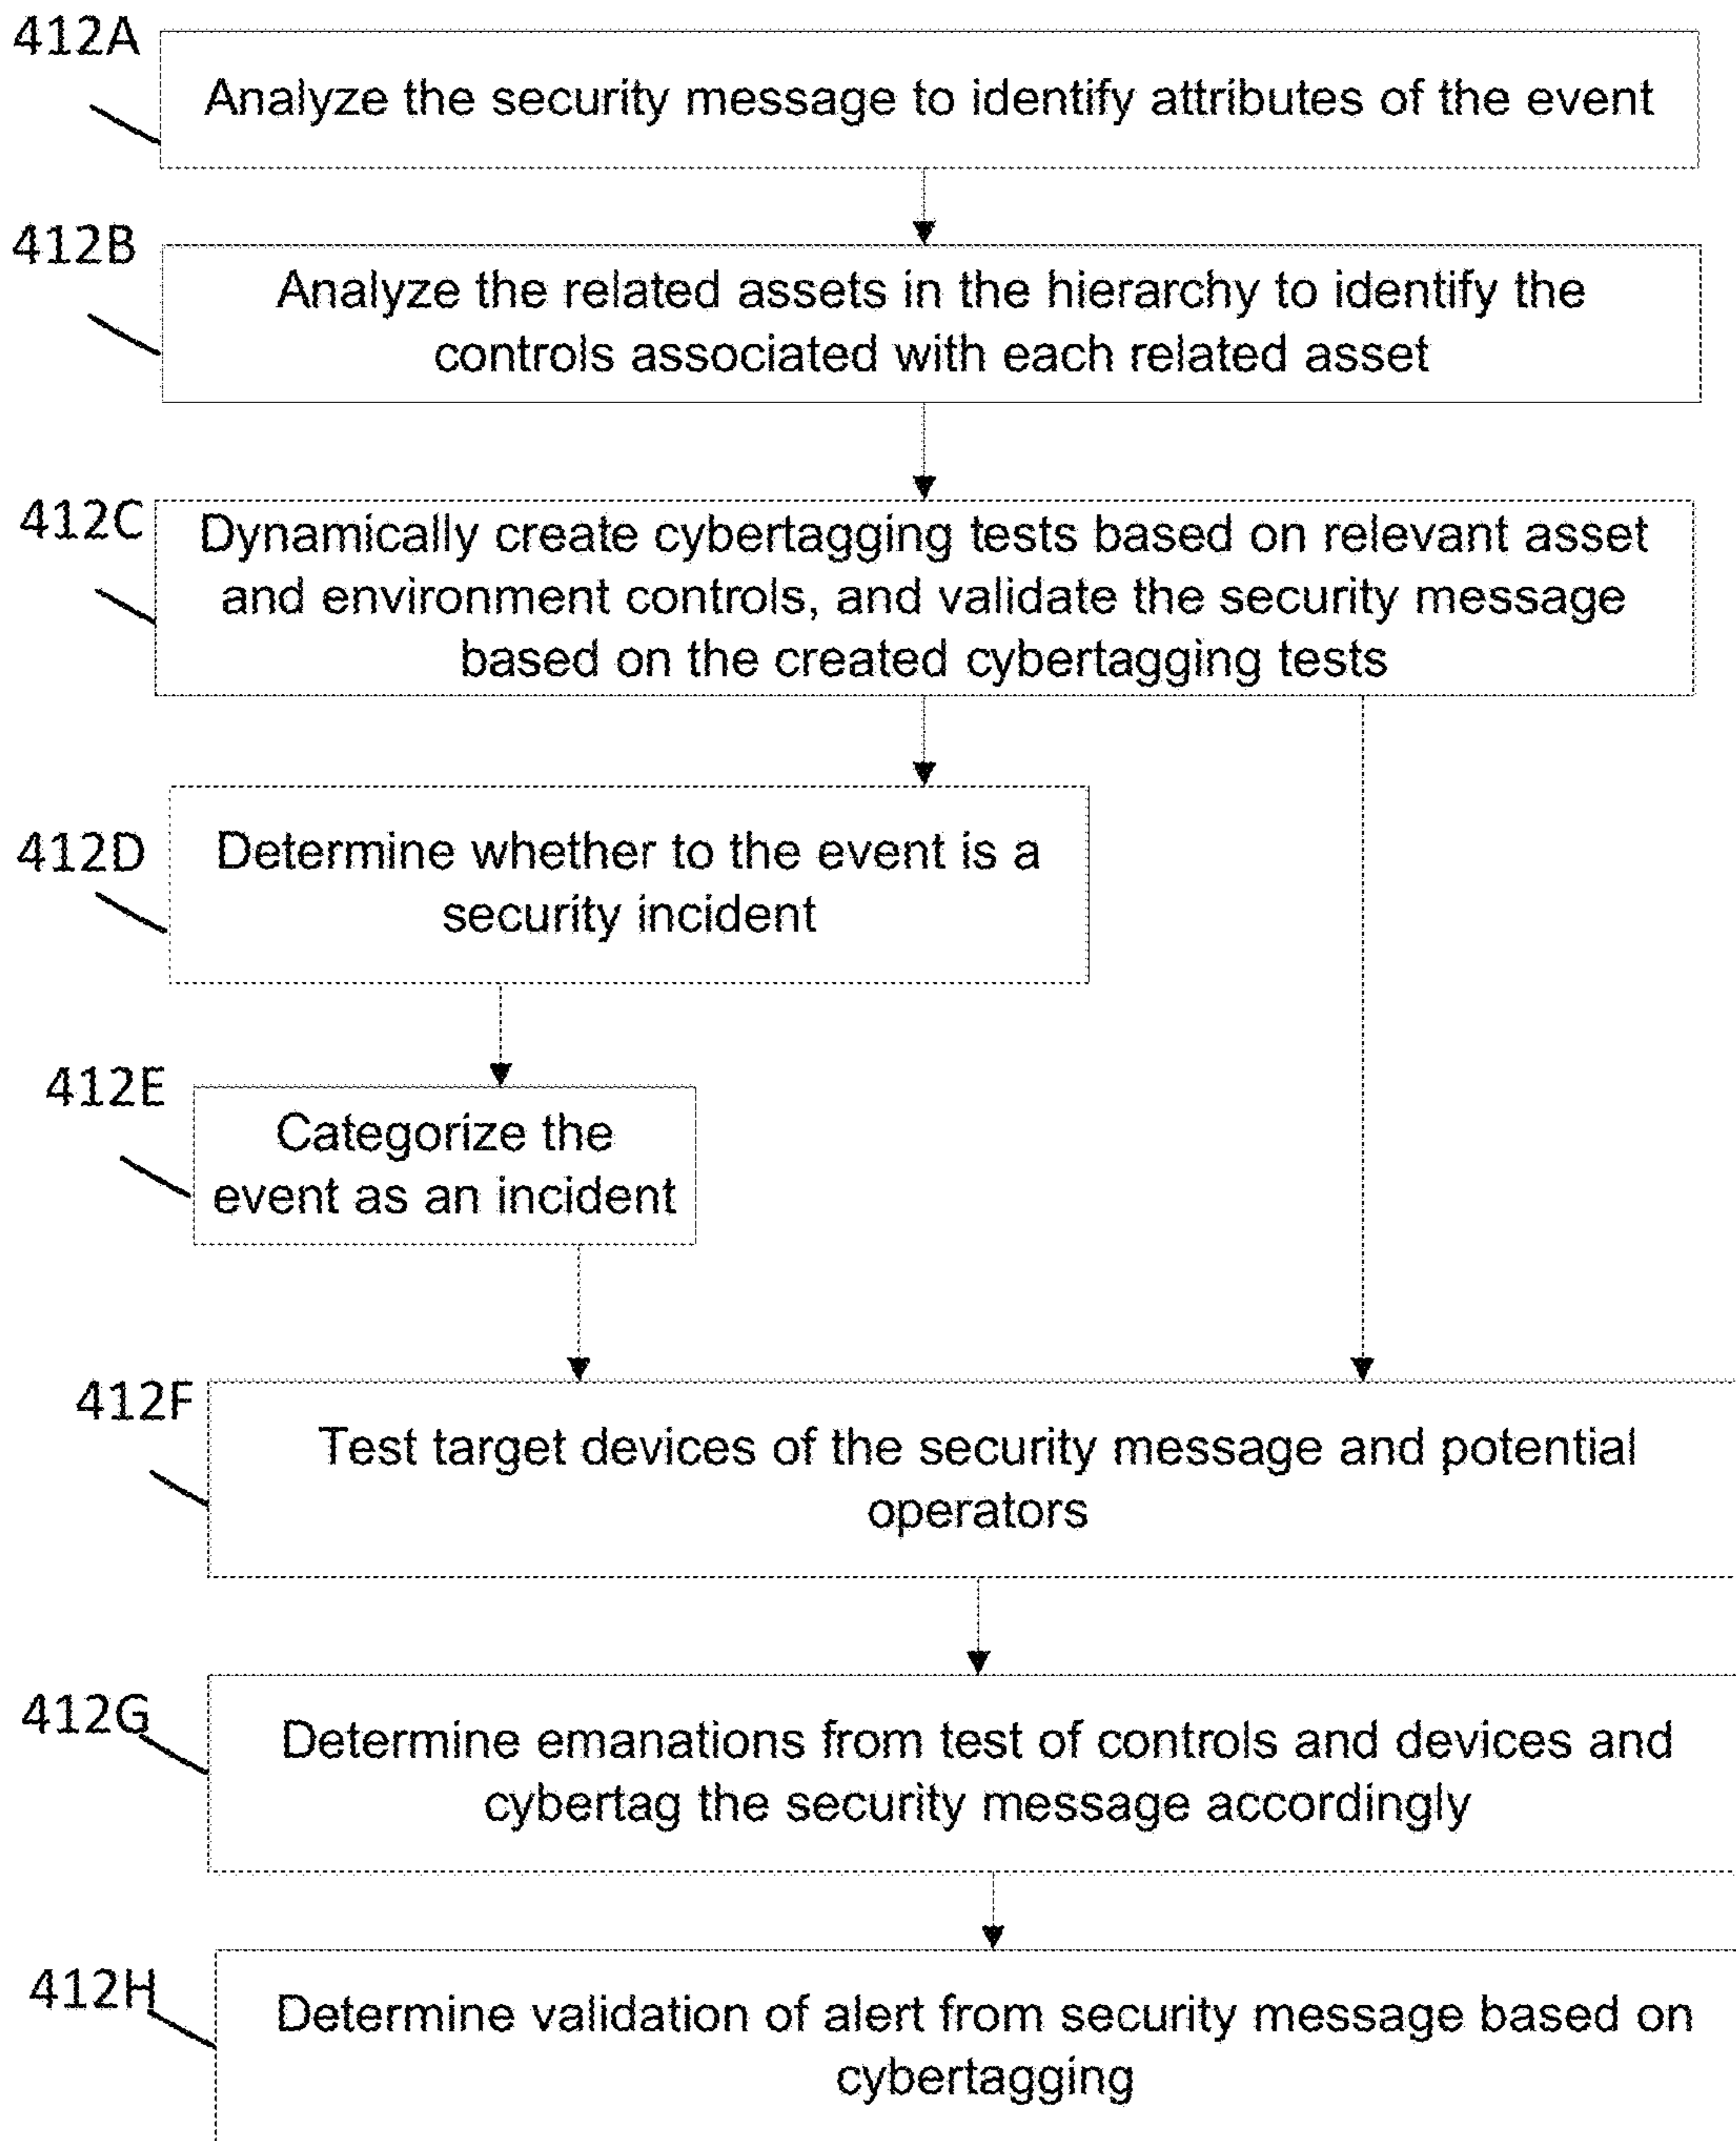 412A
Analyze the security message to identify attributes of the event
412B
Analyze the related assets in the hierarchy to identify the
controls associated with each related asset
412C
Dynamically create cybertagging tests based on relevant asset
and environment controls, and validate the security message
based on the created cybertagging tests
412D
Determine whether to the event is a
security incident
412E
Categorize the
event as an incident
412F
Test target devices of the security message and potential
operators
412G
Determine emanations from test of controls and devices and
cybertag the security message accordingly
412H
Determine validation of alert from security message based on
cybertagging